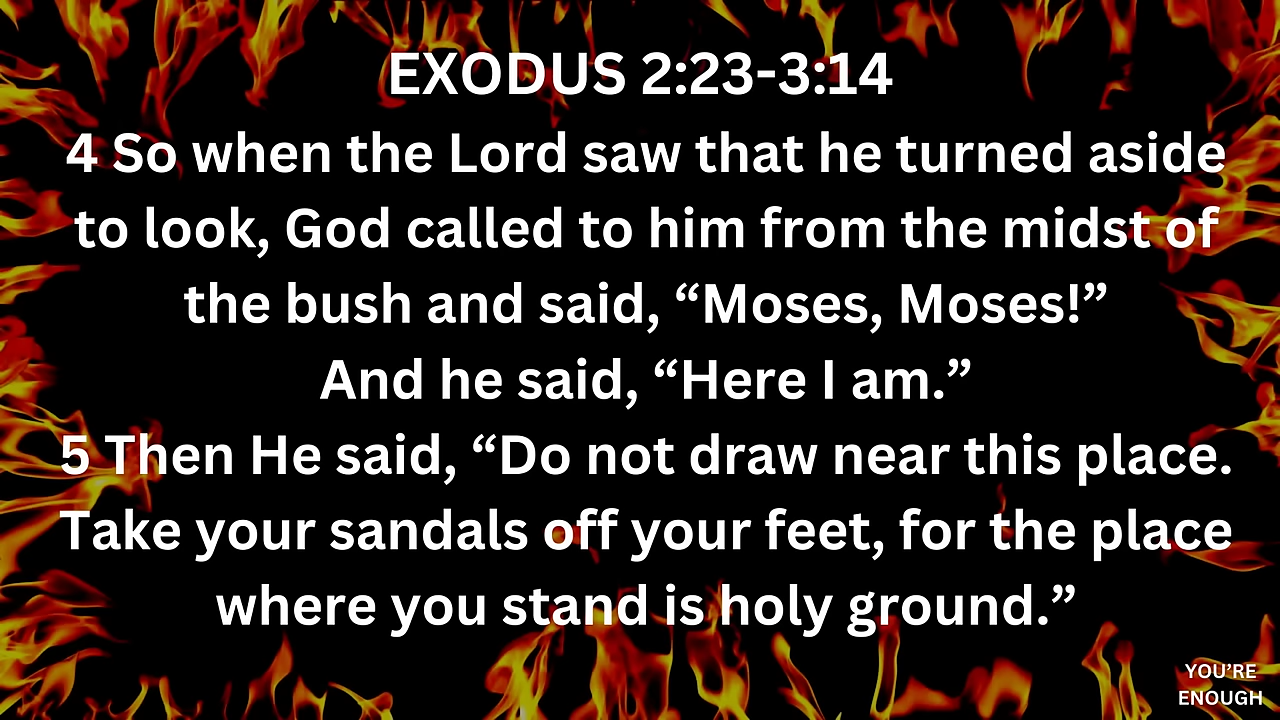 EXODUS 2:23-3:14
4 So when the Lord saw that he turned aside
to look, God called to him from the midst of
the bush and said, “Moses, Moses!”
And he said, “Here I am.”
5 Then He said, “Do not draw near this place.
Take your sandals off your feet, for the place
where you stand is holy ground.”
YOU’RE
ENOUGH